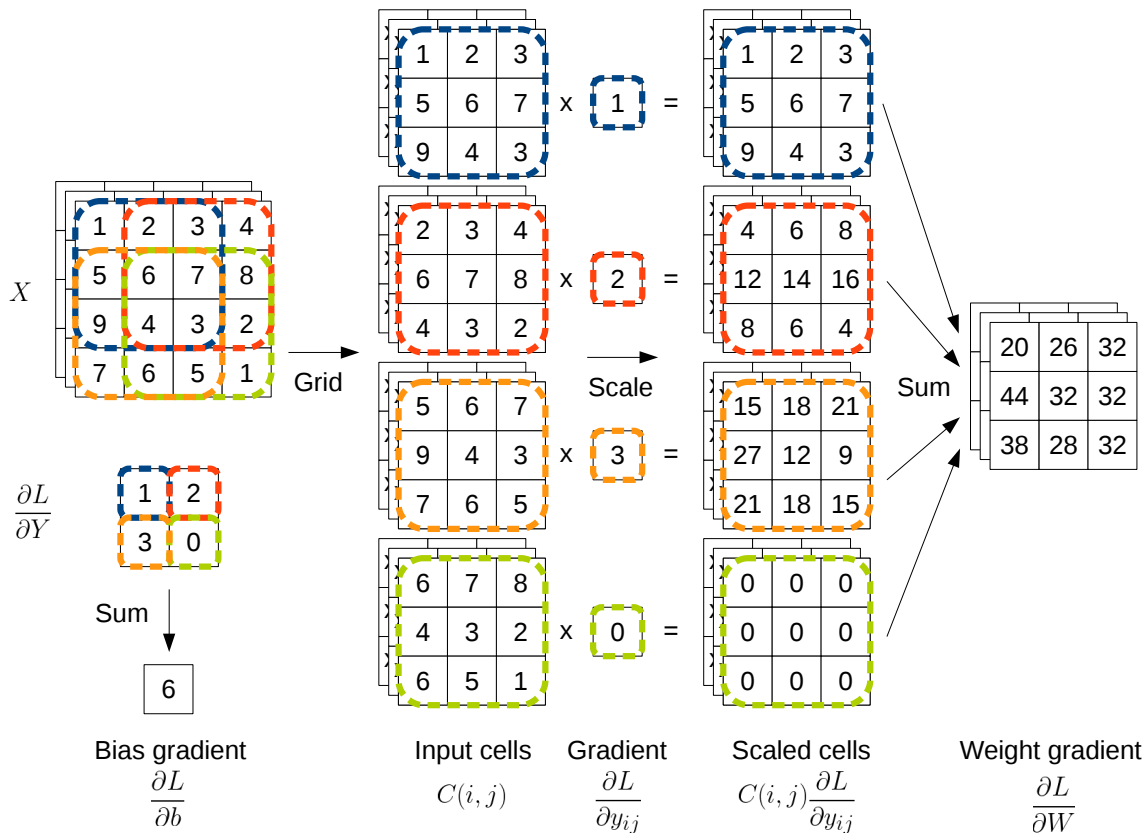 1 2 3
5 6 7
9 4 3
x 1 =
1 2 3
5 6 7
9 4 3
2 3 4
6 7 8
4 3 2
x 2 =
4 6 8
12 14 16
8 6 4
X
1 2 3 4
5 6 7 8
9 4 3 2
7 6 5 1
Grid
Scale
Sum
20 26 32
44 32 32
38 28 32
5 6 7
9 4 3
7 6 5
x 3 =
15 18 21
27 12 9
21 18 15
∂L
∂Y
1 2
3 0
Sum
6
6 7 8
4 3 2
6 5 1
x 0 =
0 0 0
0 0 0
0 0 0
Bias gradient
∂L
∂b
Input cells
C(i, j)
Gradient
∂L
∂y_{ij}
Scaled cells
C(i, j) ∂L
∂y_{ij}
Weight gradient
∂L
∂W